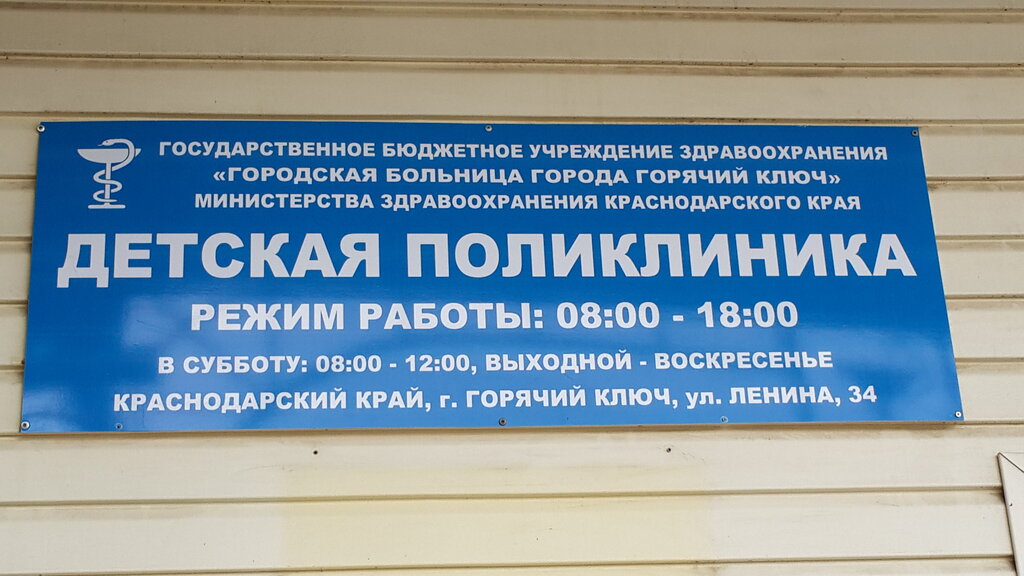 ГОСУДАРСТВЕННОЕ БЮДЖЕТНОЕ УЧРЕЖДЕНИЕ ЗДРАВООХРАНЕНИЯ
«ГОРОДСКАЯ БОЛЬНИЦА ГОРОДА ГОРЯЧИЙ КЛЮЧ»
МИНИСТЕРСТВА ЗДРАВООХРАНЕНИЯ КРАСНОДАРСКОГО КРАЯ
ДЕТСКАЯ ПОЛИКЛИНИКА
РЕЖИМ РАБОТЫ: 08:00 - 18:00
В СУББОТУ: 08:00 - 12:00, ВЫХОДНОЙ - ВОСКРЕСЕНЬЕ
КРАСНОДАРСКИЙ КРАЙ, г. ГОРЯЧИЙ КЛЮЧ, ул. ЛЕНИНА, 34